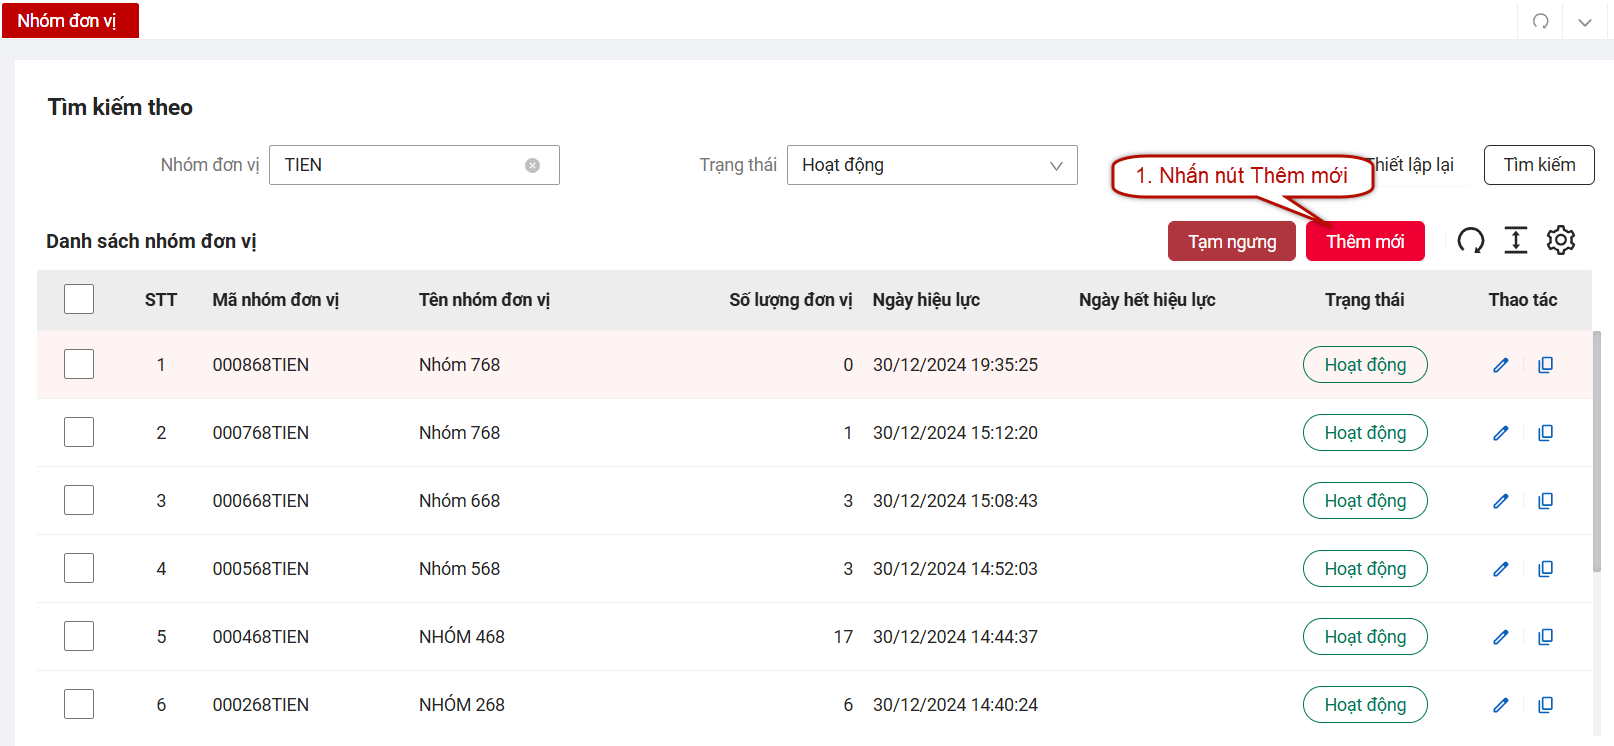 Nhóm đơn vị
Tìm kiếm theo
Nhóm đơn vị TIEN Trạng thái Hoạt động 1. Nhấn nút Thêm mới Thiết lập lại Tìm kiếm
Danh sách nhóm đơn vị Tạm ngưng Thêm mới
STT Mã nhóm đơn vị Tên nhóm đơn vị Số lượng đơn vị Ngày hiệu lực Ngày hết hiệu lực Trạng thái Thao tác
1 000868TIEN Nhóm 768 0 30/12/2024 19:35:25 Hoạt động
2 000768TIEN Nhóm 768 1 30/12/2024 15:12:20 Hoạt động
3 000668TIEN Nhóm 668 3 30/12/2024 15:08:43 Hoạt động
4 000568TIEN Nhóm 568 3 30/12/2024 14:52:03 Hoạt động
5 000468TIEN NHÓM 468 17 30/12/2024 14:44:37 Hoạt động
6 000268TIEN NHÓM 268 6 30/12/2024 14:40:24 Hoạt động